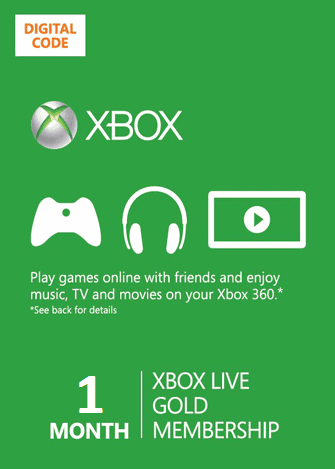 DIGITAL
CODE
XBOX
Play games online with friends and enjoy
music, TV and movies on your Xbox 360.*
*See back for details
1
MONTH
XBOX LIVE
GOLD
MEMBERSHIP